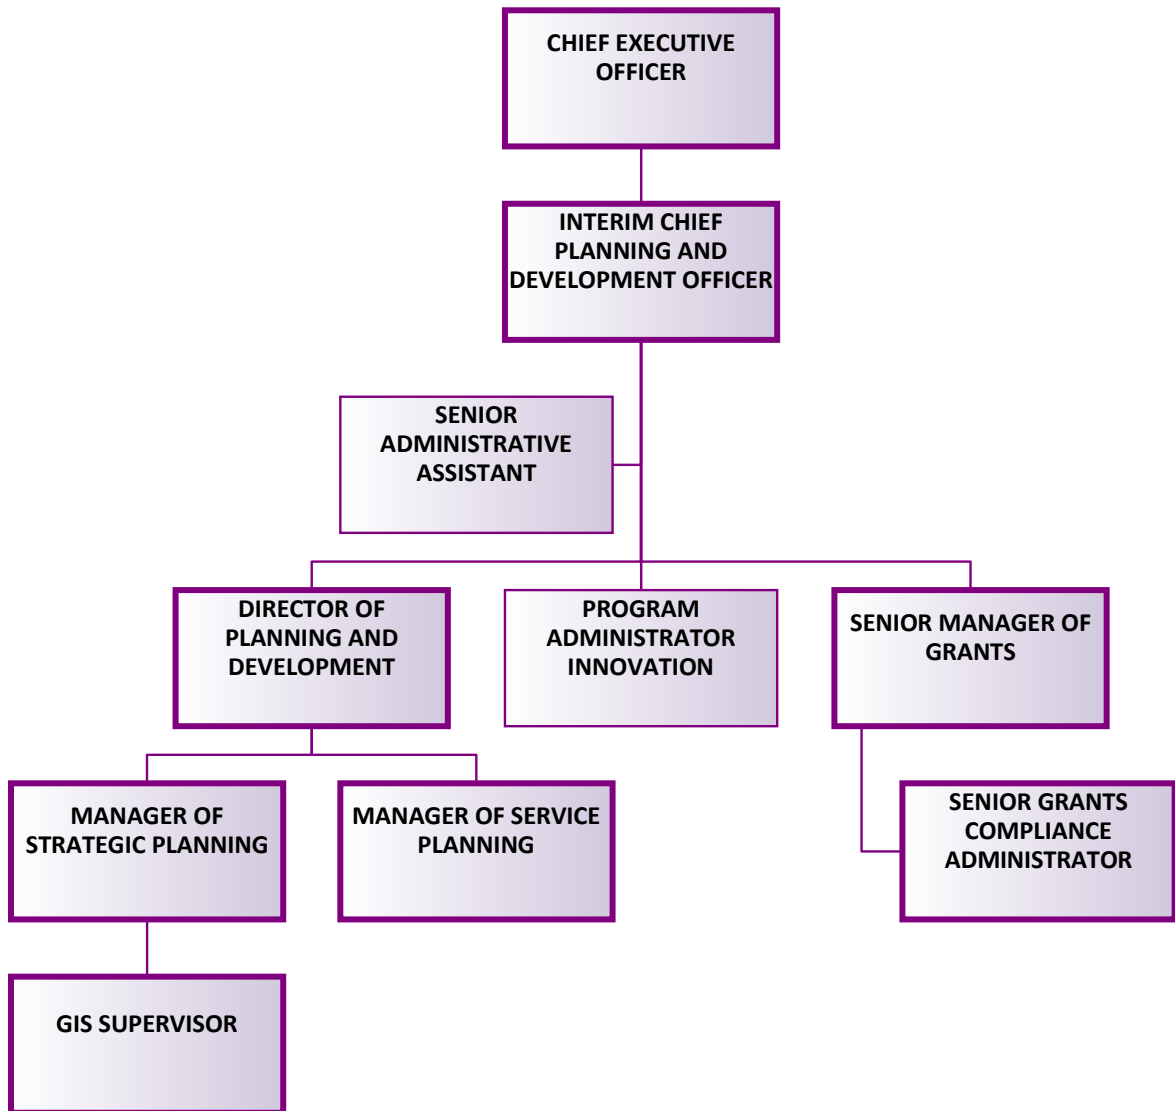 CHIEF EXECUTIVE
OFFICER
INTERIM CHIEF
PLANNING AND
DEVELOPMENT OFFICER
SENIOR
ADMINISTRATIVE
ASSISTANT
DIRECTOR OF
PLANNING AND
DEVELOPMENT
PROGRAM
ADMINISTRATOR
INNOVATION
SENIOR MANAGER OF
GRANTS
MANAGER OF
STRATEGIC PLANNING
MANAGER OF SERVICE
PLANNING
SENIOR GRANTS
COMPLIANCE
ADMINISTRATOR
GIS SUPERVISOR